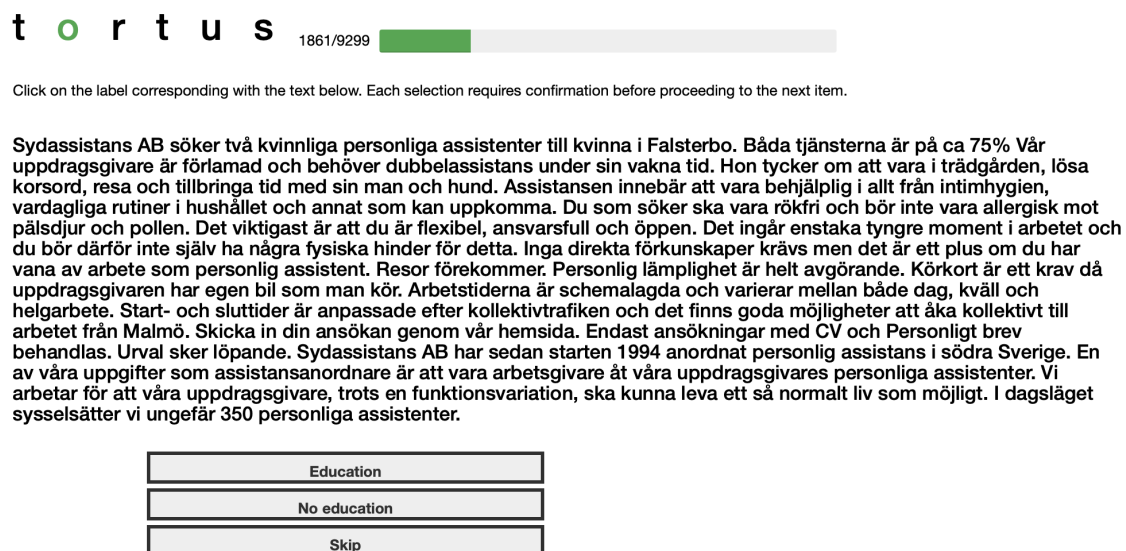 t o r t u s 1861/9299
Click on the label corresponding with the text below. Each selection requires confirmation before proceeding to the next item.
Sydassistans AB söker två kvinnliga personliga assistenter till kvinna i Falsterbo. Båda tjänsterna är på ca 75% Vår
uppdragsgivare är förlamad och behöver dubbelassistans under sin vakna tid. Hon tycker om att vara i trädgården, lösa
korsord, resa och tillbringa tid med sin man och hund. Assistansen innebär att vara behjälplig i allt från intimhygien,
vardagliga rutiner i hushållet och annat som kan uppkomma. Du som söker ska vara rökfri och bör inte vara allergisk mot
pälsdjur och pollen. Det viktigast är att du är flexibel, ansvarsfull och öppen. Det ingår enstaka tyngre moment i arbetet och
du bör därför inte själv ha några fysiska hinder för detta. Inga direkta förkunskaper krävs men det är ett plus om du har
vana av arbete som personlig assistent. Resor förekommer. Personlig lämplighet är helt avgörande. Körkort är ett krav då
uppdragsgivaren har egen bil som man kör. Arbetstiderna är schemalagda och varierar mellan både dag, kväll och
helgarbete. Start- och sluttider är anpassade efter kollektivtrafiken och det finns goda möjligheter att åka kollektivt till
arbetet från Malmö. Skicka in din ansökan genom vår hemsida. Endast ansökningar med CV och Personligt brev
behandlas. Urval sker löpande. Sydassistans AB har sedan starten 1994 anordnat personlig assistans i södra Sverige. En
av våra uppgifter som assistansanordnare är att vara arbetsgivare åt våra uppdragsgivares personliga assistenter. Vi
arbetar för att våra uppdragsgivare, trots en funktionsvariation, ska kunna leva ett så normalt liv som möjligt. I dagsläget
sysselsätter vi ungefär 350 personliga assistenter.
Education
No education
Skip